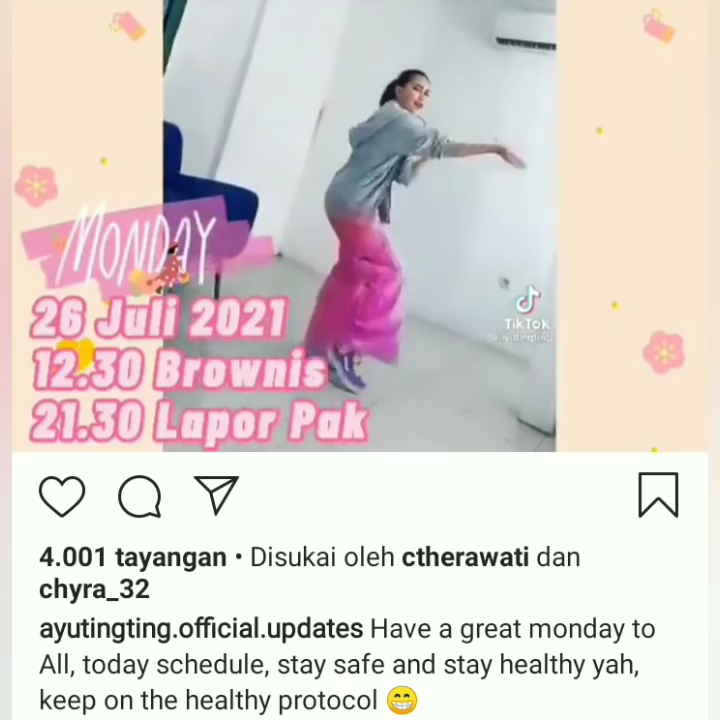 MONDAY
26 Juli 2021
12.30 Brownis
21.30 Lapor Pak
TikTok
4.001 tayangan • Disukai oleh ctherawati dan
chyra_32
ayutingting.official.updates Have a great monday to
All, today schedule, stay safe and stay healthy yah,
keep on the healthy protocol 😁